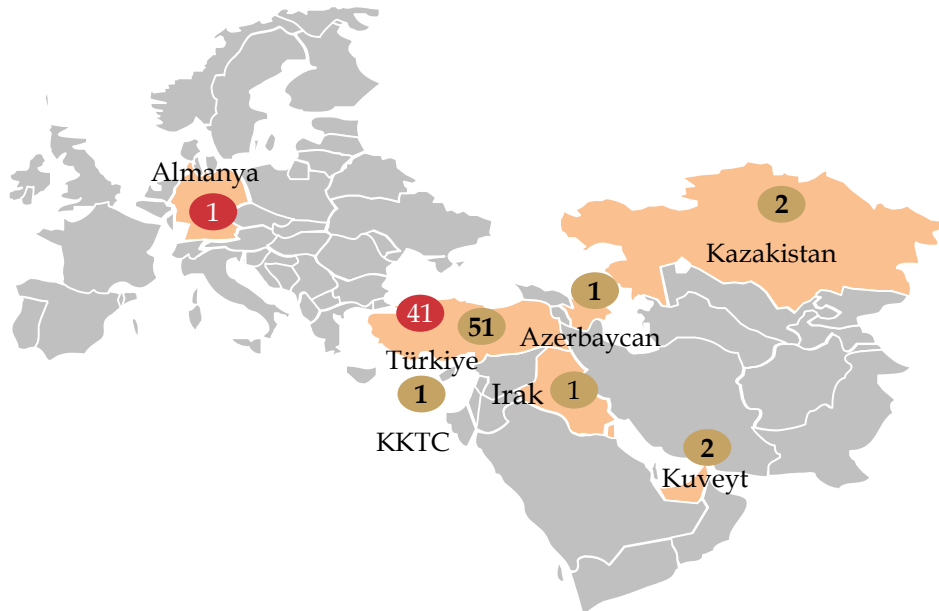 Almanya
1
2
Kazakistan
1
41
51
Azerbaycan
Türkiye
1
Irak
1
KKTC
2
Kuveyt